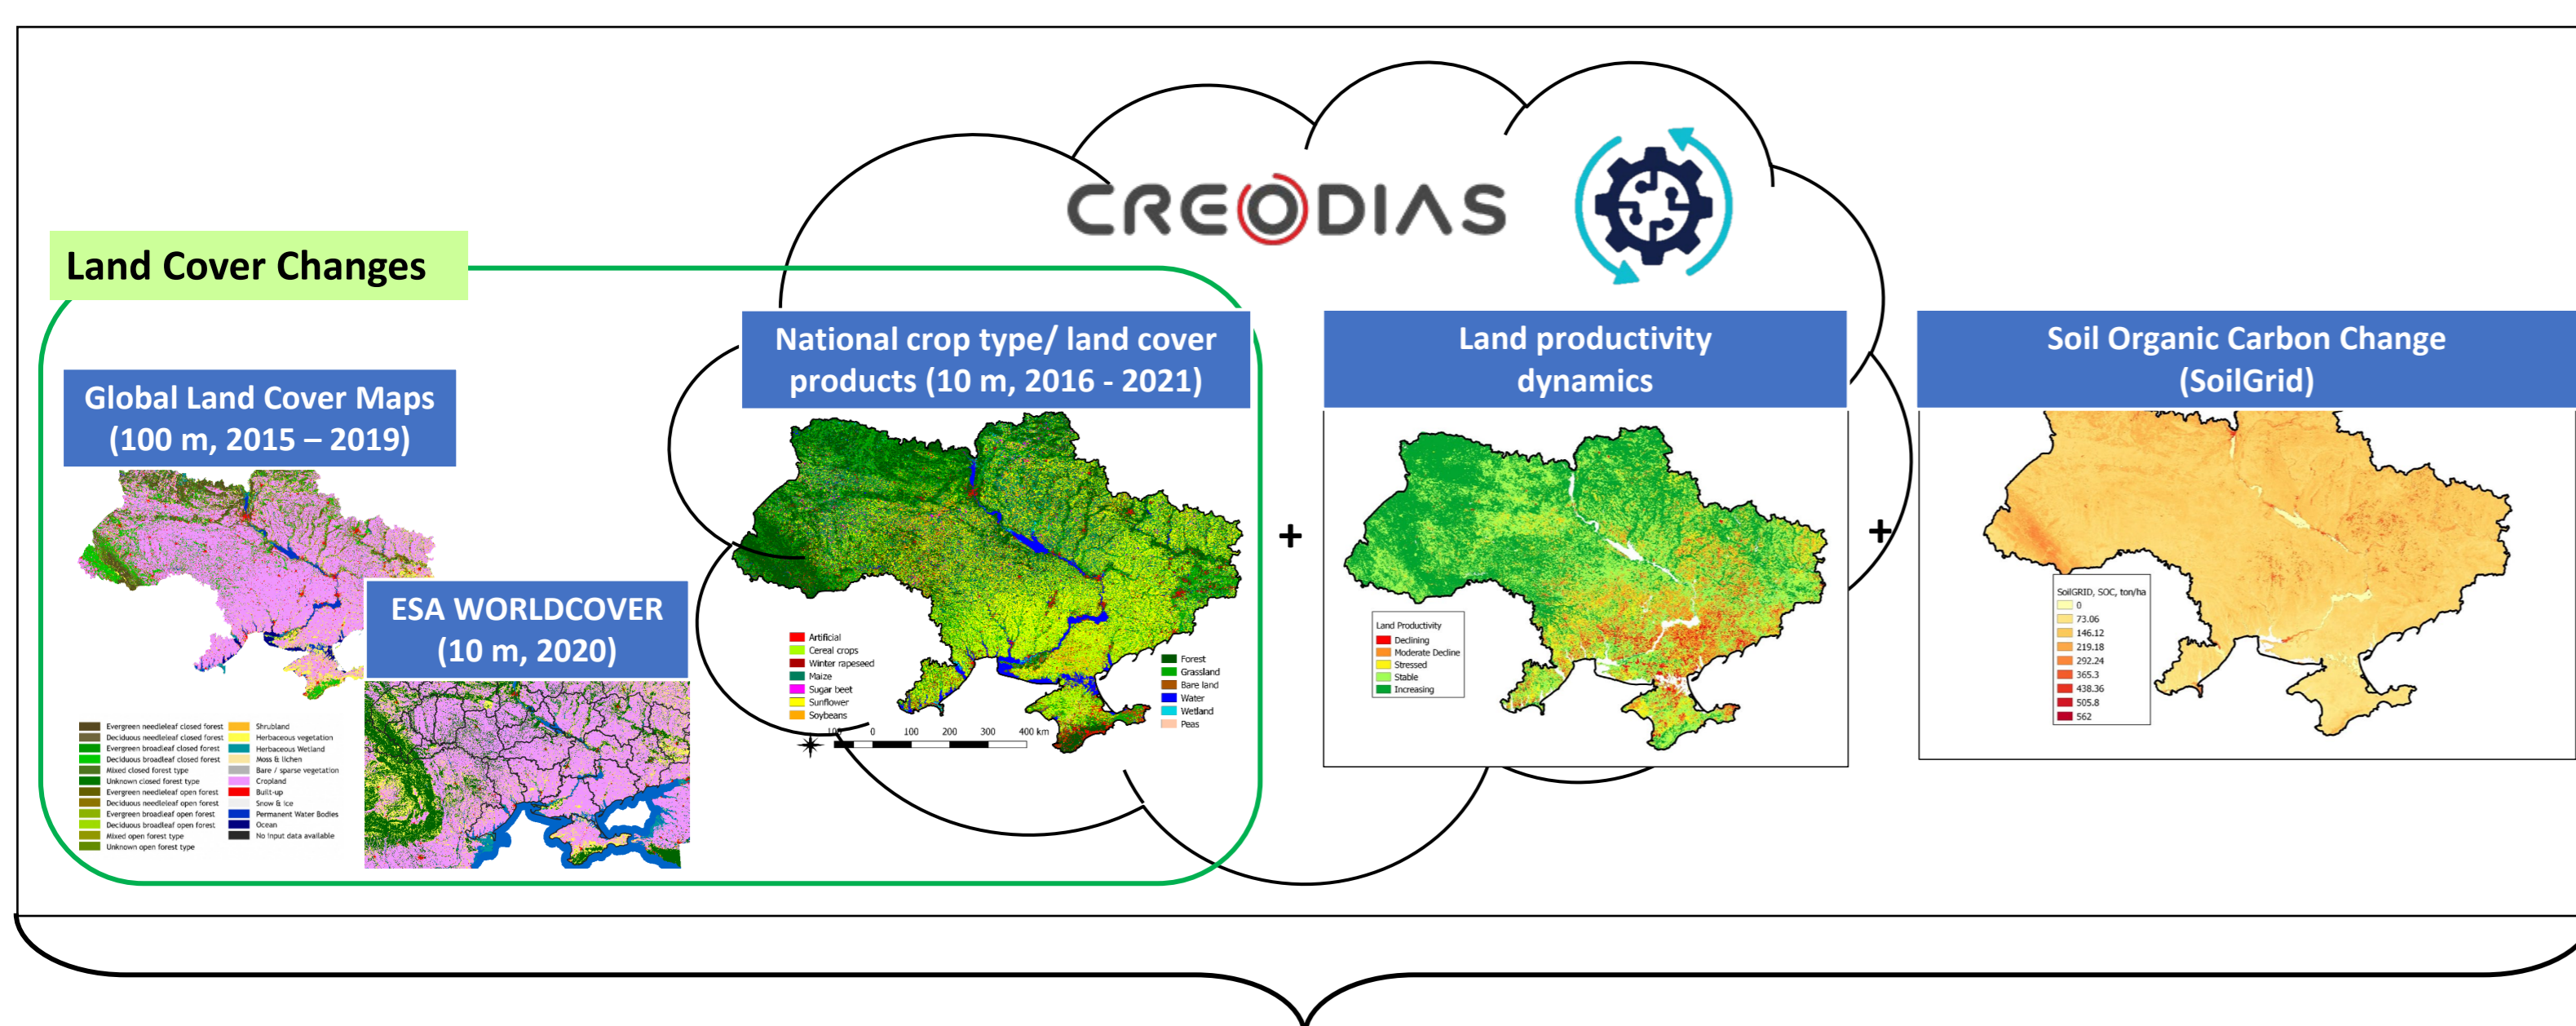 CREODIAS
Land Cover Changes
Global Land Cover Maps
(100 m, 2015 – 2019)
Evergreen needleleaf closed forest
Deciduous needleleaf closed forest
Evergreen broadleaf closed forest
Deciduous broadleaf closed forest
Mixed closed forest type
Unknown closed forest type
Evergreen needleleaf open forest
Deciduous needleleaf open forest
Evergreen broadleaf open forest
Deciduous broadleaf open forest
Mixed open forest type
Unknown open forest type
Shrubland
Herbaceous vegetation
Herbaceous Wetland
Moss & lichen
Bare / sparse vegetation
Cropland
Built-up
Snow & Ice
Permanent Water Bodies
Ocean
No input data available
ESA WORLDCOVER
(10 m, 2020)
National crop type/ land cover
products (10 m, 2016 - 2021)
Artificial
Cereal crops
Winter rapeseed
Maize
Sugar beet
Sunflower
Soybeans
Forest
Grassland
Bare land
Water
Wetland
Peas
100 0 100 200 300 400 km
+
Land productivity
dynamics
Land Productivity
Declining
Moderate Decline
Stressed
Stable
Increasing
+
Soil Organic Carbon Change
(SoilGrid)
SoilGRID, SOC, ton/ha
0
73.06
146.12
219.18
292.24
365.3
438.36
505.8
562